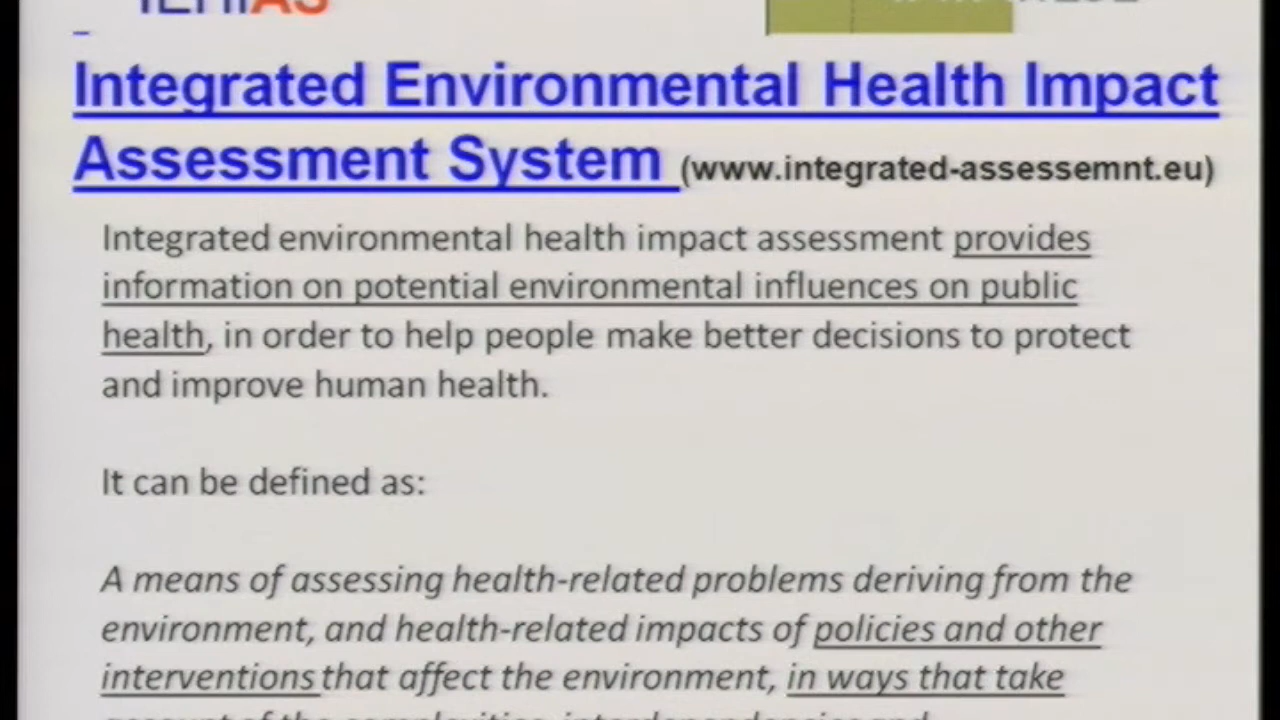 Integrated Environmental Health Impact
Assessment System (www.integrated-assessemnt.eu)
Integrated environmental health impact assessment provides
information on potential environmental influences on public
health, in order to help people make better decisions to protect
and improve human health.
It can be defined as:
A means of assessing health-related problems deriving from the
environment, and health-related impacts of policies and other
interventions that affect the environment, in ways that take